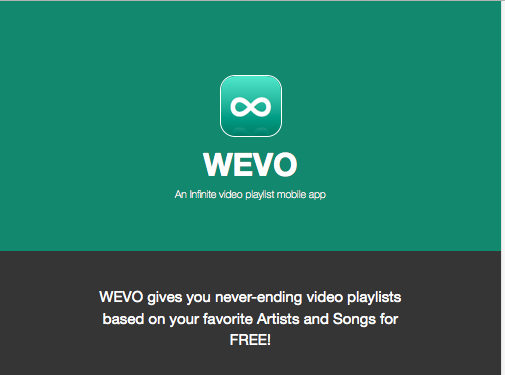 WEVO
An Infinite video playlist mobile app
WEVO gives you never-ending video playlists
based on your favorite Artists and Songs for
FREE!